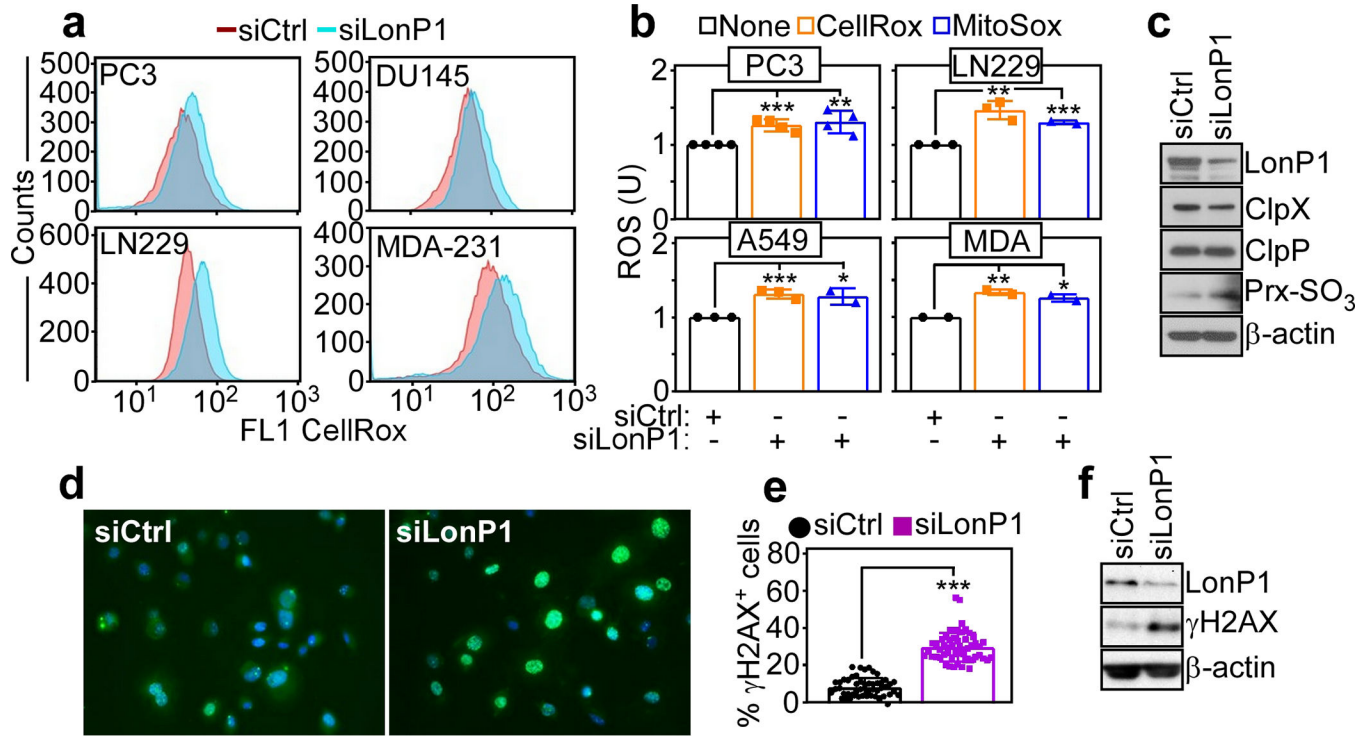 a
siCtrl siLonP1
Counts
500
400
300
200
100
0
PC3
500
400
300
200
100
0
DU145
600
400
200
0
LN229
400
300
200
100
0
MDA-231
10¹ 10² 10³ 10¹ 10² 10³
FL1 CellRox
b
None CellRox MitoSox
ROS (U)
2
1
0
PC3
*** **
LN229
** ***
2
1
0
A549
*** *
MDA
** *
siCtrl: + - - + - -
siLonP1: - + + - + +
c
siCtrl
siLonP1
LonP1
ClpX
ClpP
Prx-SO₃
β-actin
d
siCtrl
siLonP1
e
siCtrl siLonP1
% γH2AX⁺ cells
80
60
40
20
0
***
f
siCtrl
siLonP1
LonP1
γH2AX
β-actin